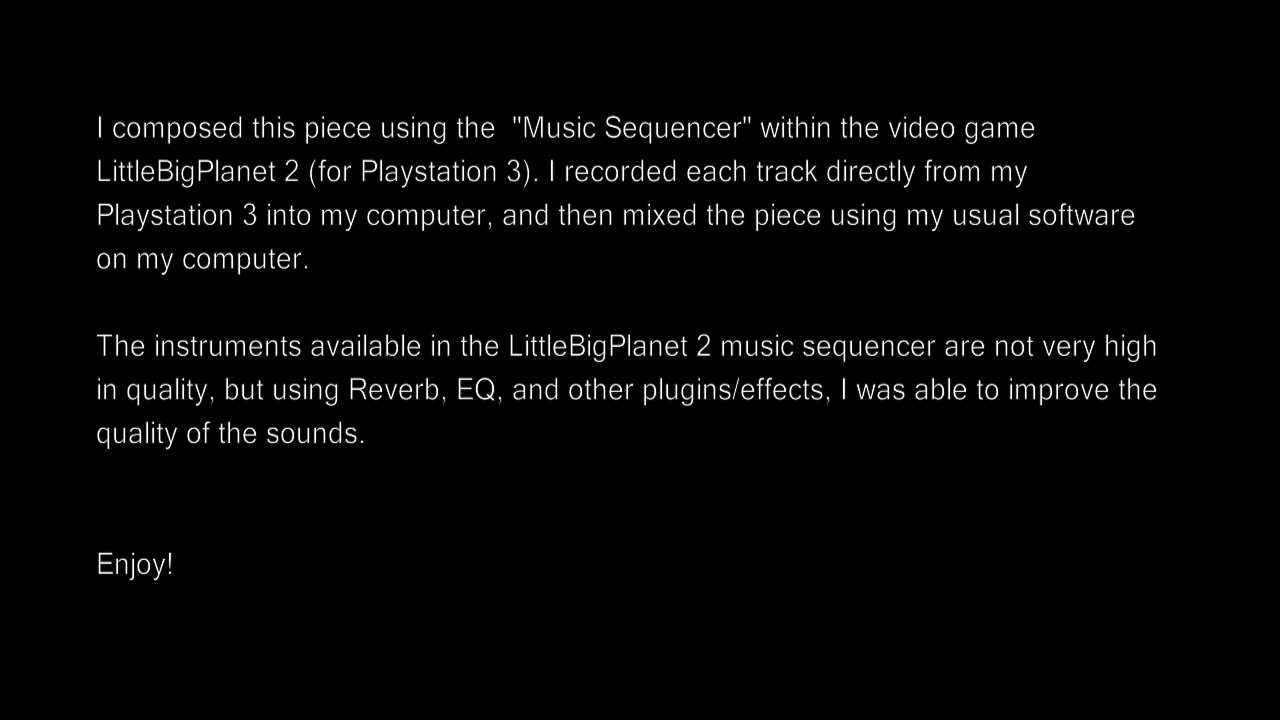 I composed this piece using the  "Music Sequencer" within the video game
LittleBigPlanet 2 (for Playstation 3). I recorded each track directly from my
Playstation 3 into my computer, and then mixed the piece using my usual software
on my computer.
The instruments available in the LittleBigPlanet 2 music sequencer are not very high
in quality, but using Reverb, EQ, and other plugins/effects, I was able to improve the
quality of the sounds.
Enjoy!